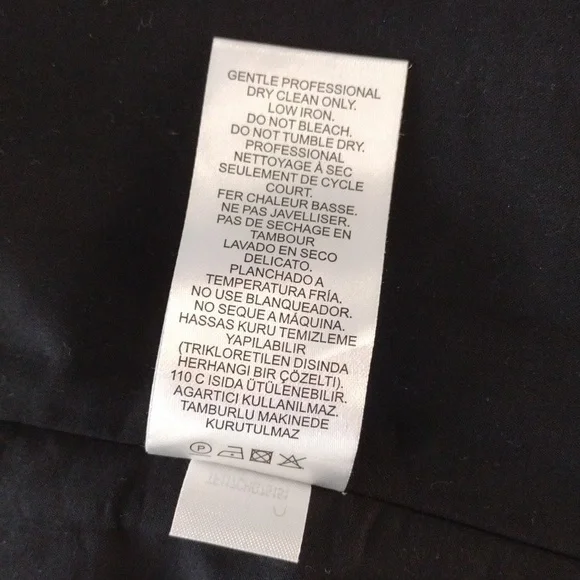 GENTLE PROFESSIONAL
DRY CLEAN ONLY.
LOW IRON.
DO NOT BLEACH.
DO NOT TUMBLE DRY.
PROFESSIONAL
NETTOYAGE À SEC
SEULEMENT DE CYCLE
COURT.
FER CHALEUR BASSE.
NE PAS JAVELLISER.
PAS DE SECHAGE EN
TAMBOUR
LAVADO EN SECO
DELICATO.
PLANCHADO A
TEMPERATURA FRÍA.
NO USE BLANQUEADOR.
NO SEQUE A MÁQUINA.
HASSAS KURU TEMIZLEME
YAPILABILIR
(TRIKLORETILEN DISINDA
HERHANGI BIR ÇÖZELTI).
110 C ISIDA ÜTÜLENEBILIR.
AGARTICI KULLANILMAZ.
TAMBURLU MAKINEDE
KURUTULMAZ
P